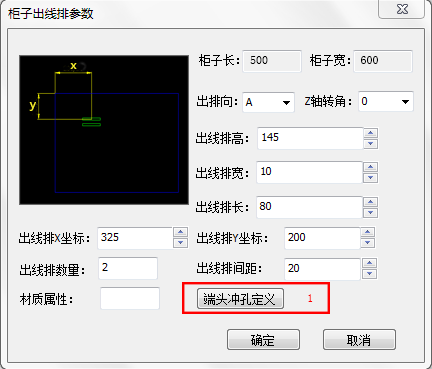 柜子出线排参数
x
y
柜子长: 500 柜子宽: 600
出排向: A Z轴转角: 0
出线排高: 145
出线排宽: 10
出线排长: 80
出线排X坐标: 325 出线排Y坐标: 200
出线排数量: 2 出线排间距: 20
材质属性: 端头冲孔定义 1
确定 取消